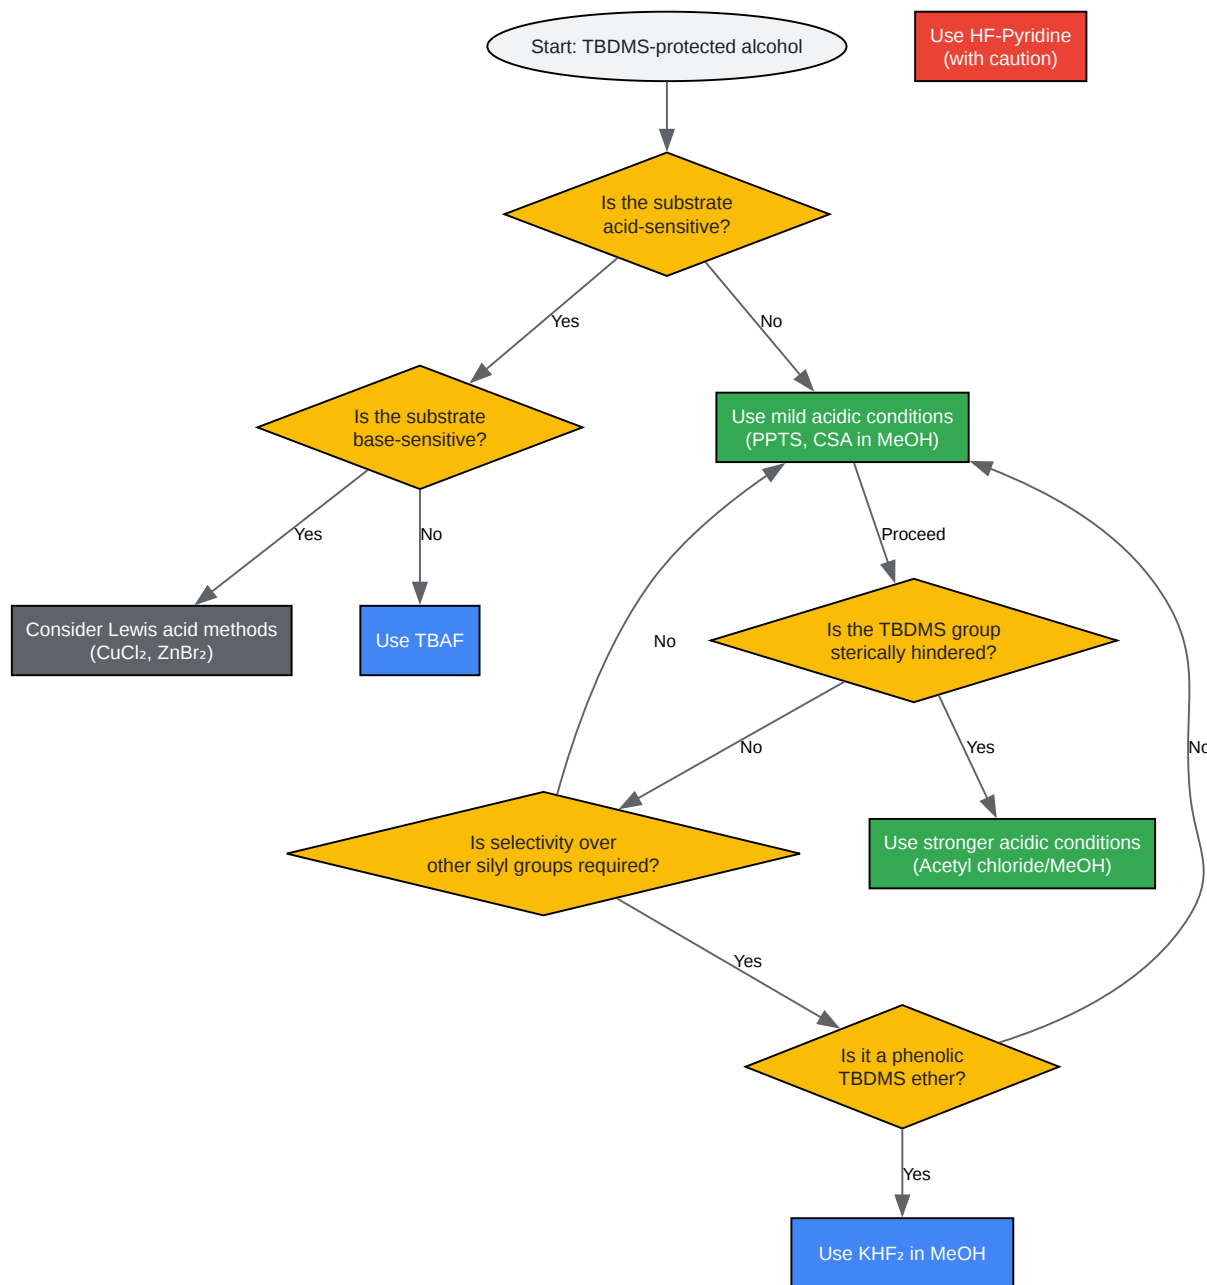 Start: TBDMS-protected alcohol
Use HF-Pyridine
(with caution)
Is the substrate
acid-sensitive?
Yes
No
Is the substrate
base-sensitive?
Use mild acidic conditions
(PPTS, CSA in MeOH)
Yes
No
Proceed
Consider Lewis acid methods
(CuCl₂, ZnBr₂)
Use TBAF
Is the TBDMS group
sterically hindered?
No
No
Yes
No
Is selectivity over
other silyl groups required?
Use stronger acidic conditions
(Acetyl chloride/MeOH)
Yes
Is it a phenolic
TBDMS ether?
Yes
Use KHF₂ in MeOH